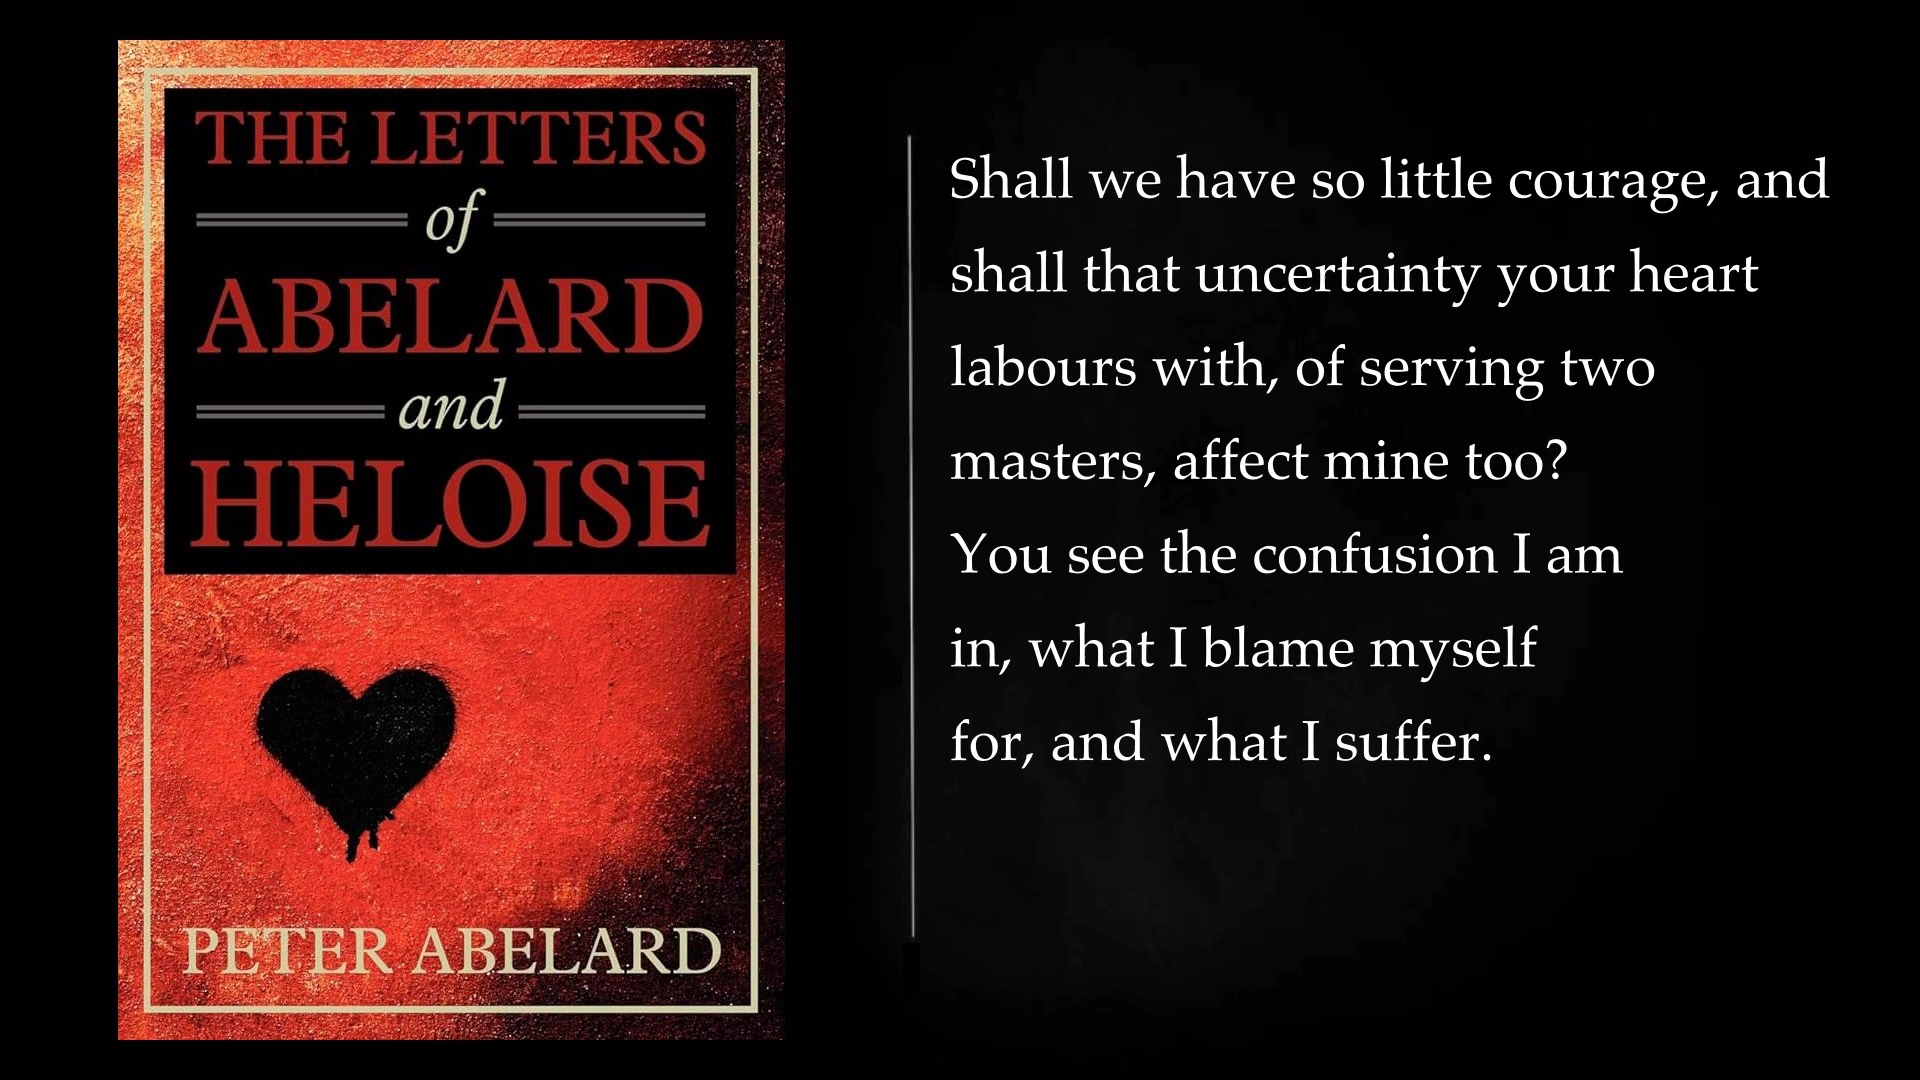 THE LETTERS
of
ABELARD
and
HELOISE
PETER ABELARD
Shall we have so little courage, and
shall that uncertainty your heart
labours with, of serving two
masters, affect mine too?
You see the confusion I am
in, what I blame myself
for, and what I suffer.